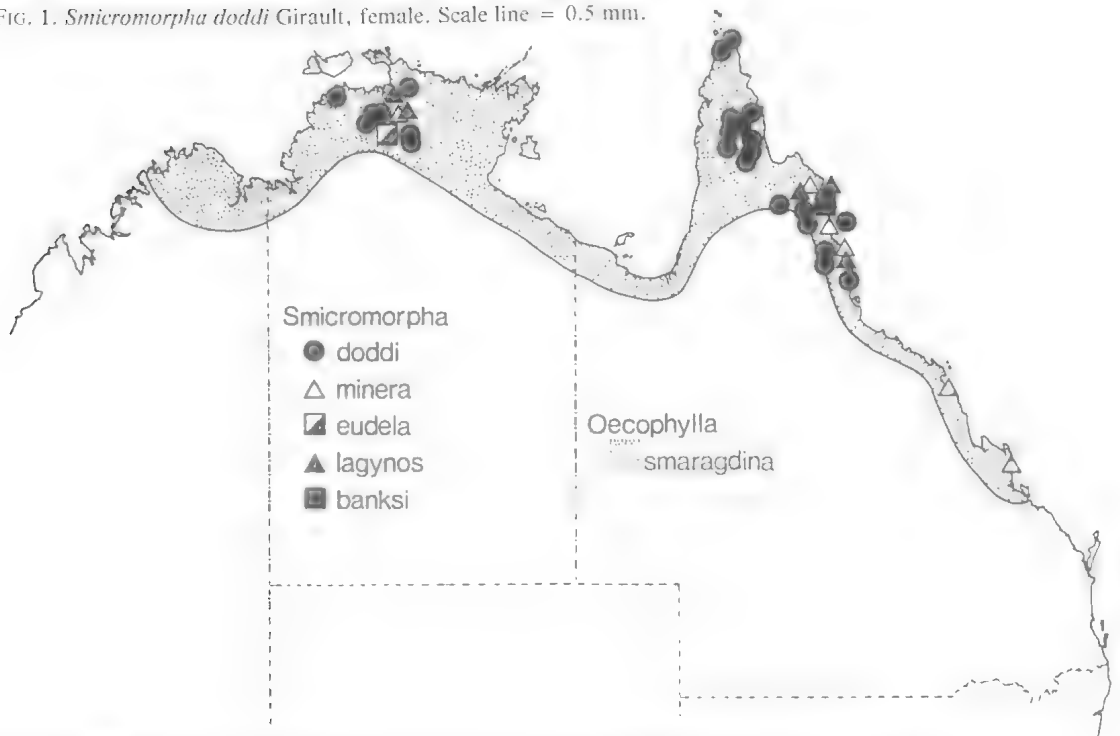 FIG. 1. Smicromorpha doddi Girault, female. Scale line = 0.5 mm.
Smicromorpha
doddi
minera
eudela
lagynos
banksi
Oecophylla
smaragdina